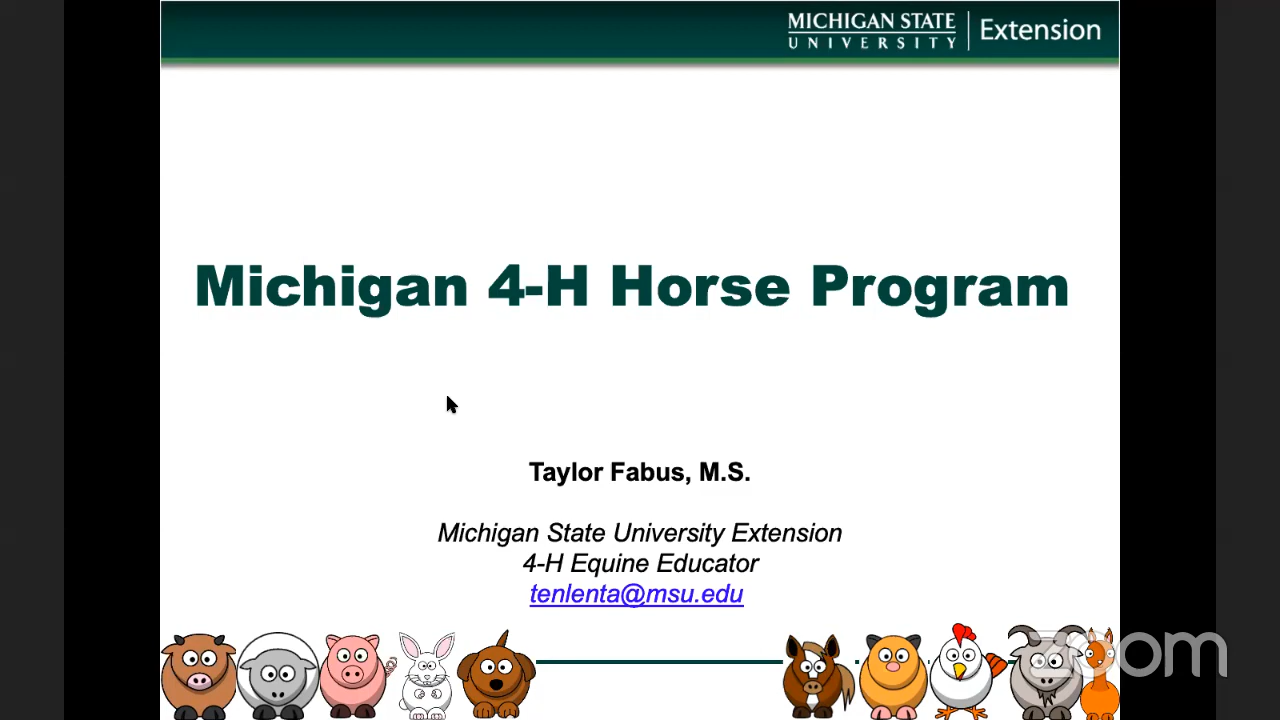 MICHIGAN STATE
UNIVERSITY
Extension
Michigan 4-H Horse Program
Taylor Fabus, M.S.
Michigan State University Extension
4-H Equine Educator
tenlenta@msu.edu
zoom